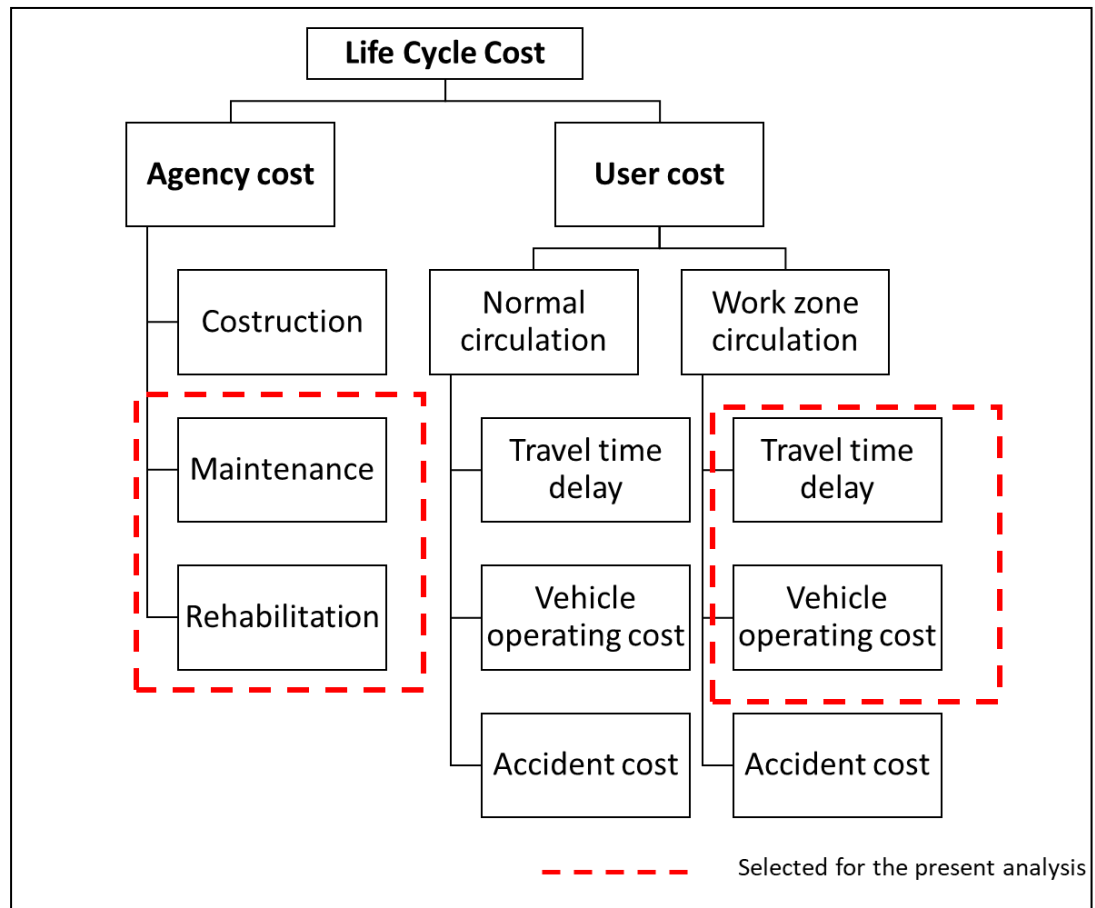 Life Cycle Cost
Agency cost
User cost
Costruction
Maintenance
Rehabilitation
Normal
circulation
Travel time
delay
Vehicle
operating cost
Accident cost
Work zone
circulation
Travel time
delay
Vehicle
operating cost
Accident cost
Selected for the present analysis